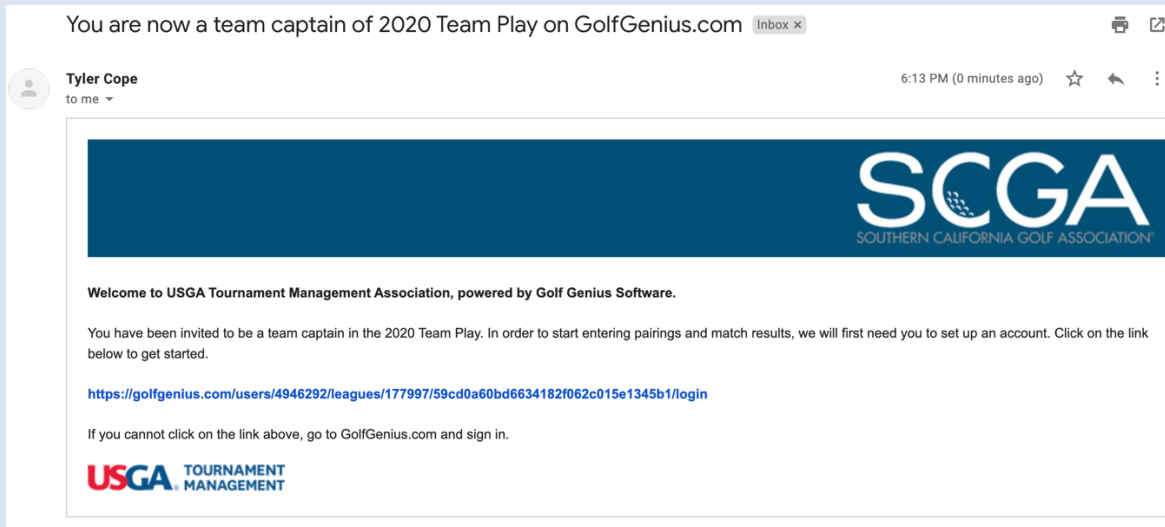 You are now a team captain of 2020 Team Play on GolfGenius.com Inbox ×
Tyler Cope
6:13 PM (0 minutes ago)
to me
SCGA
SOUTHERN CALIFORNIA GOLF ASSOCIATION®
Welcome to USGA Tournament Management Association, powered by Golf Genius Software.
You have been invited to be a team captain in the 2020 Team Play. In order to start entering pairings and match results, we will first need you to set up an account. Click on the link
below to get started.
https://golfgenius.com/users/4946292/leagues/177997/59cd0a60bd6634182f062c015e1345b1/login
If you cannot click on the link above, go to GolfGenius.com and sign in.
USGA® TOURNAMENT
MANAGEMENT